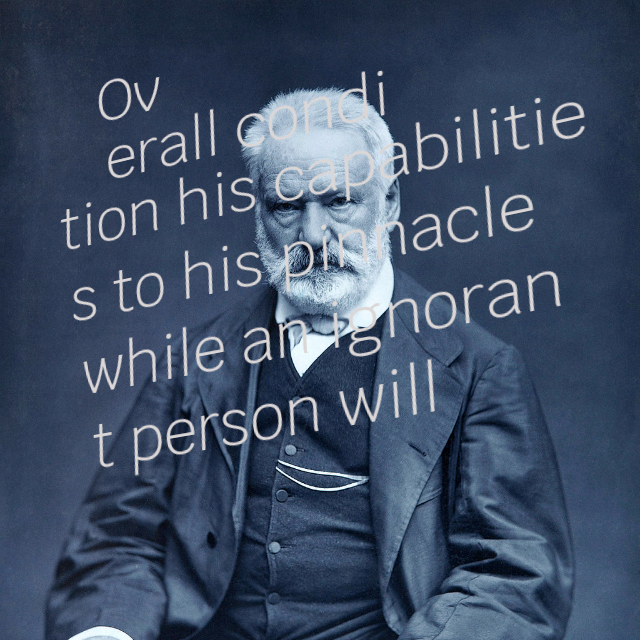 Ov
erall condi
tion his capabilitie
s to his pinnacle
while an ignoran
t person will